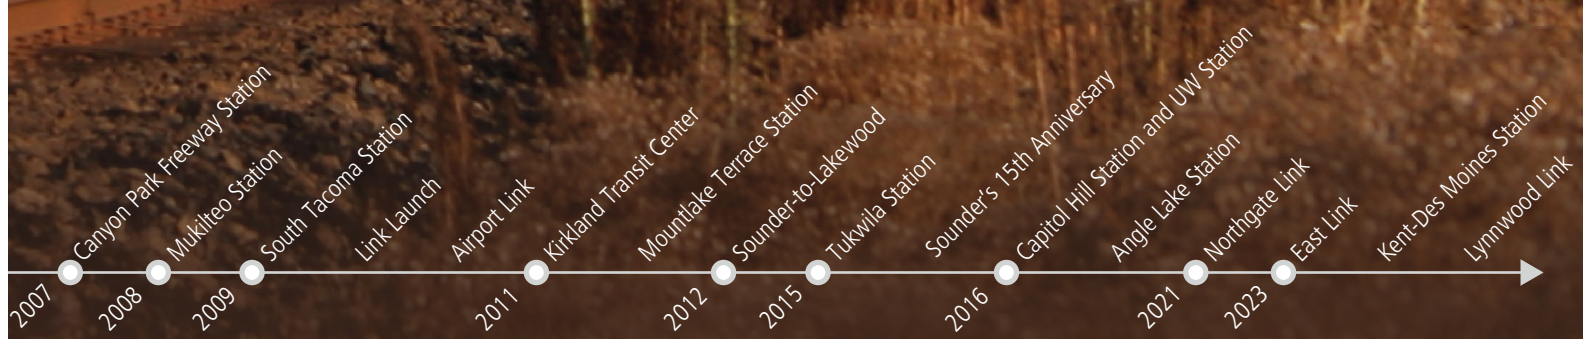 Canyon Park Freeway Station
Mukilteo Station
South Tacoma Station
Link Launch
Airport Link
Kirkland Transit Center
Mountlake Terrace Station
Sounder-to-Lakewood
Tukwila Station
Sounder's 15th Anniversary
Capitol Hill Station and UW Station
Angle Lake Station
Northgate Link
East Link
Kent-Des Moines Station
Lynnwood Link
2007
2008
2009
2011
2012
2015
2016
2021
2023